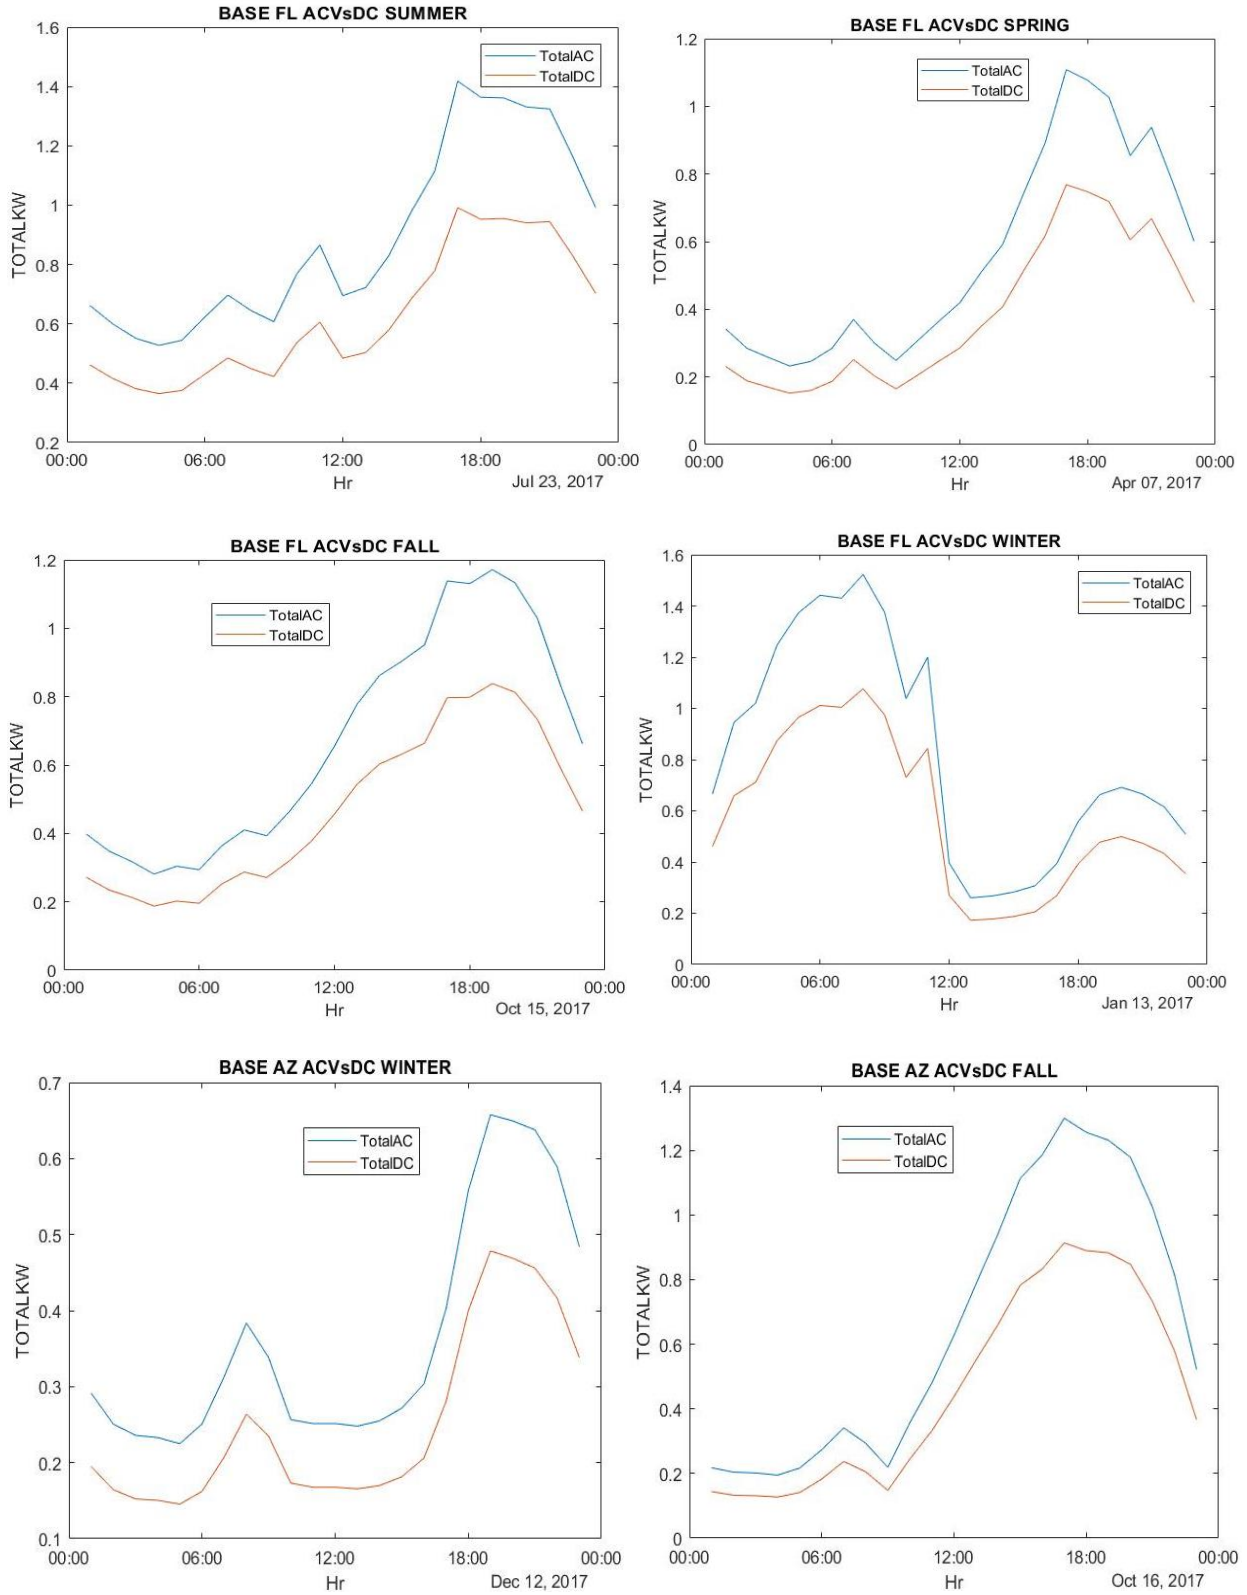 BASE FL ACVsDC SUMMER
1.6
1.4
1.2
1
0.8
0.6
0.4
0.2
TOTALKW
TotalAC
TotalDC
00:00 06:00 12:00 18:00 00:00
Hr
Jul 23, 2017
BASE FL ACVsDC SPRING
1.2
1
0.8
0.6
0.4
0.2
0
TOTALKW
TotalAC
TotalDC
00:00 06:00 12:00 18:00 00:00
Hr
Apr 07, 2017
BASE FL ACVsDC FALL
1.2
1
0.8
0.6
0.4
0.2
0
TOTALKW
TotalAC
TotalDC
00:00 06:00 12:00 18:00 00:00
Hr
Oct 15, 2017
BASE FL ACVsDC WINTER
1.6
1.4
1.2
1
0.8
0.6
0.4
0.2
0
TOTALKW
TotalAC
TotalDC
00:00 06:00 12:00 18:00 00:00
Hr
Jan 13, 2017
BASE AZ ACVsDC WINTER
0.7
0.6
0.5
0.4
0.3
0.2
0.1
TOTALKW
TotalAC
TotalDC
00:00 06:00 12:00 18:00 00:00
Hr
Dec 12, 2017
BASE AZ ACVsDC FALL
1.4
1.2
1
0.8
0.6
0.4
0.2
0
TOTALKW
TotalAC
TotalDC
00:00 06:00 12:00 18:00 00:00
Hr
Oct 16, 2017